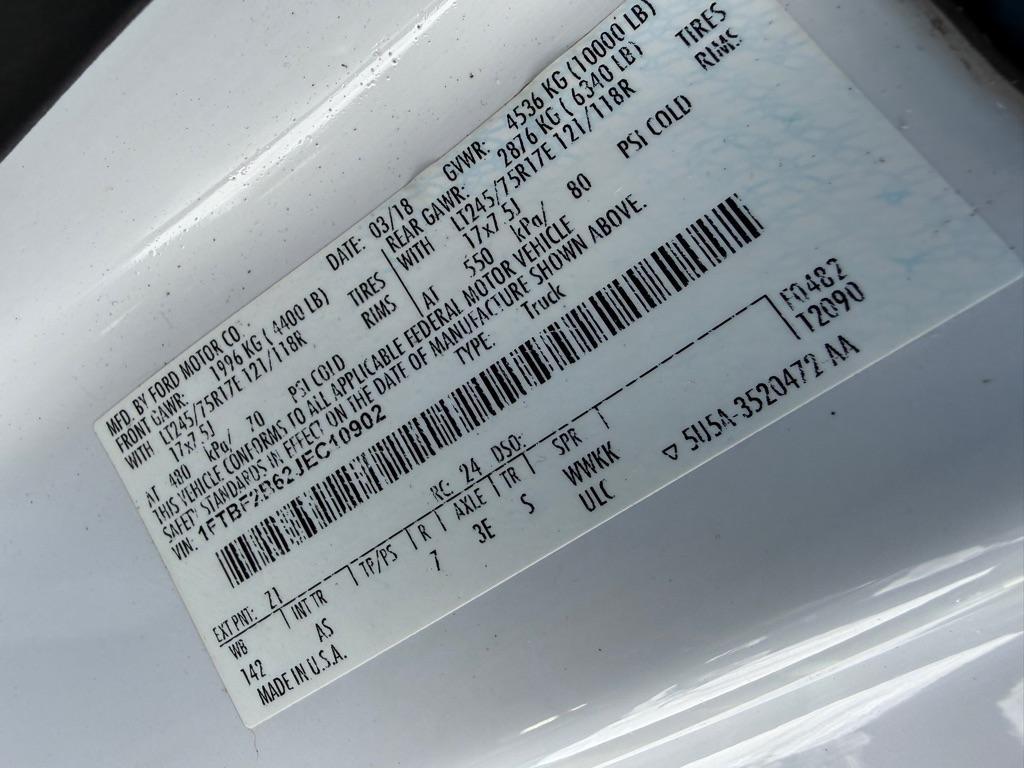 MFD. BY FORD MOTOR CO. DATE: 03/18 GVWR: 4536 KG (10000 LB)
FRONT GAWR: 1996 KG ( 4400 LB) REAR GAWR: 2876 KG ( 6340 LB)
WITH LT245/75R17E 121/118R TIRES WITH LT245/75R17E 121/118R TIRES
17x7.5J RIMS 17x7.5J RIMS
AT 480 kPa/ 70 PSI COLD AT 550 kPa/ 80 PSI COLD
THIS VEHICLE CONFORMS TO ALL APPLICABLE FEDERAL MOTOR VEHICLE
SAFETY STANDARDS IN EFFECT ON THE DATE OF MANUFACTURE SHOWN ABOVE.
VIN: 1FTBF2B62JEC10902 TYPE: Truck
EXT PNT: Z1 RC: 24 DSO: F0482
WB INT TR TP/PS R AXLE TR SPR T2090
142 AS 7 3E S WWKK
ULC
MADE IN U.S.A. ▽ 5U5A-3520472 AA